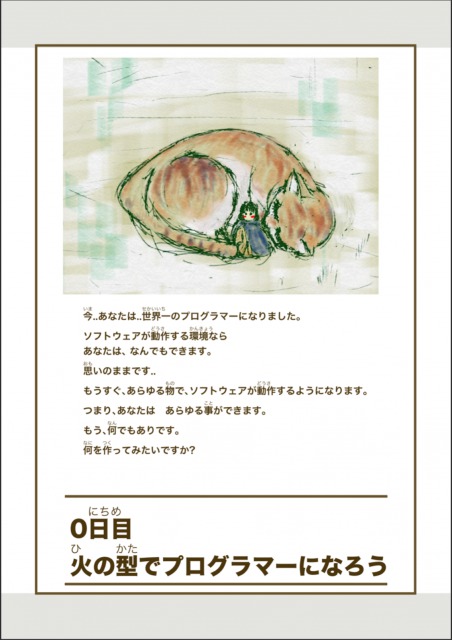 今..あなたは..世界一のプログラマーになりました。
ソフトウェアが動作する環境なら
あなたは、なんでもできます。
思いのままです..
もうすぐ、あらゆる物で、ソフトウェアが動作するようになります。
つまり、あなたは　あらゆる事ができます。
もう、何でもありです。
何を作ってみたいですか?
0日目
火の型でプログラマーになろう